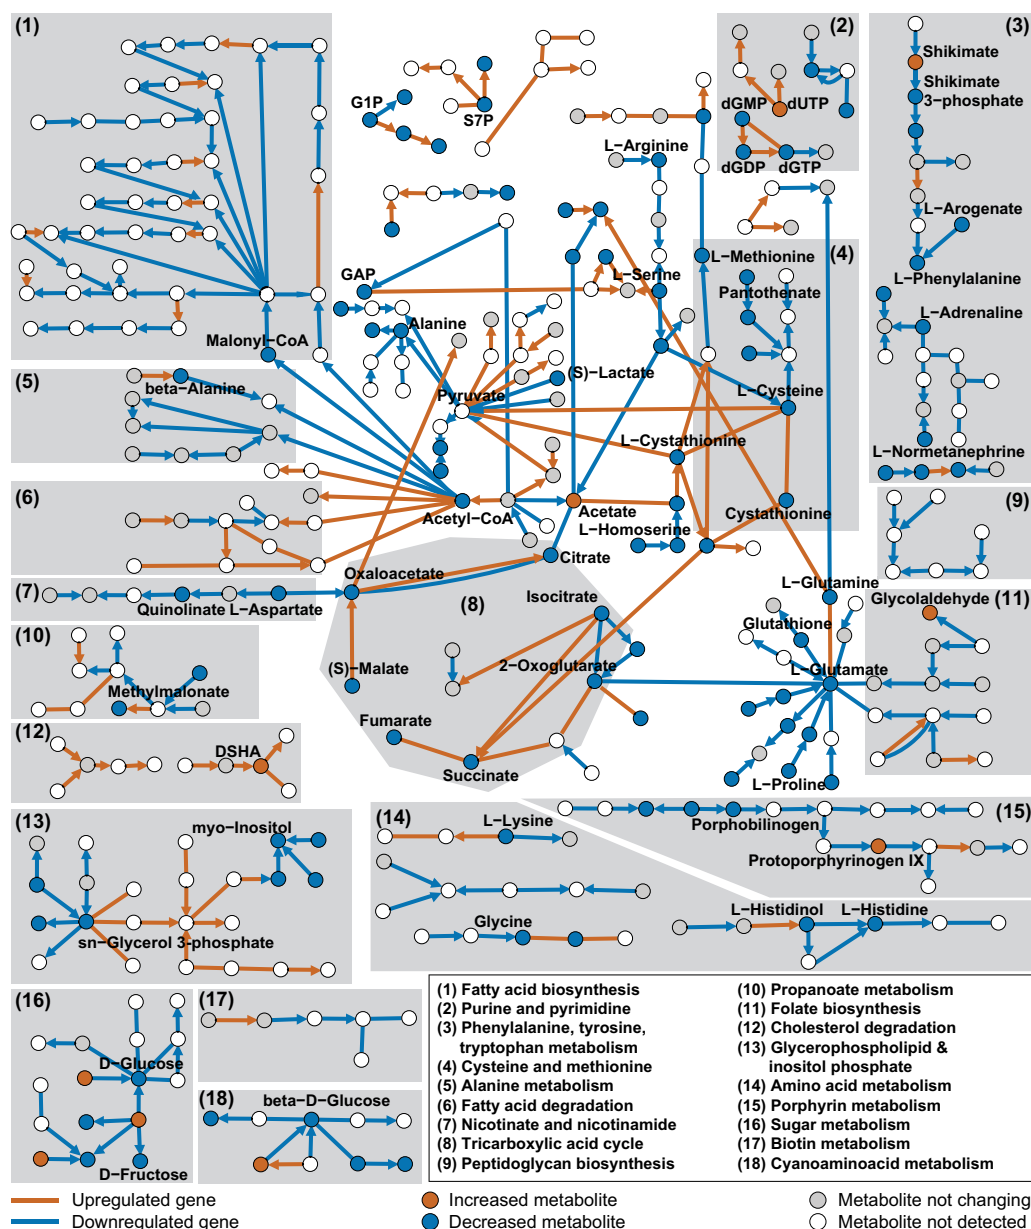 (1)
(2)
(3)
Shikimate
Shikimate
3−phosphate
G1P
S7P
dGMP
dUTP
dGDP
dGTP
L−Arginine
L−Arogenate
L−Phenylalanine
L−Methionine
(4)
Pantothenate
L−Serine
GAP
L−Adrenaline
Alanine
Malonyl−CoA
(S)−Lactate
(5)
beta−Alanine
Pyruvate
L−Cysteine
L−Cystathionine
L−Normetanephrine
(6)
Acetyl−CoA
Acetate
Cystathionine
(9)
L−Homoserine
Citrate
(7)
Oxaloacetate
Quinolinate
L−Aspartate
(8)
Isocitrate
L−Glutamine
Glycolaldehyde
(11)
Glutathione
(10)
(S)−Malate
2−Oxoglutarate
L−Glutamate
Methylmalonate
Fumarate
(12)
DSHA
Succinate
L−Proline
(13)
myo−Inositol
(14)
L−Lysine
Porphobilinogen
(15)
Protoporphyrinogen IX
sn−Glycerol 3−phosphate
Glycine
L−Histidinol
L−Histidine
(16)
D−Glucose
D−Fructose
(17)
(18)
beta−D−Glucose
(1) Fatty acid biosynthesis
(2) Purine and pyrimidine
(3) Phenylalanine, tyrosine,
tryptophan metabolism
(4) Cysteine and methionine
(5) Alanine metabolism
(6) Fatty acid degradation
(7) Nicotinate and nicotinamide
(8) Tricarboxylic acid cycle
(9) Peptidoglycan biosynthesis
(10) Propanoate metabolism
(11) Folate biosynthesis
(12) Cholesterol degradation
(13) Glycerophospholipid &
inositol phosphate
(14) Amino acid metabolism
(15) Porphyrin metabolism
(16) Sugar metabolism
(17) Biotin metabolism
(18) Cyanoaminoacid metabolism
Upregulated gene
Downregulated gene
Increased metabolite
Decreased metabolite
Metabolite not changing
Metabolite not detected